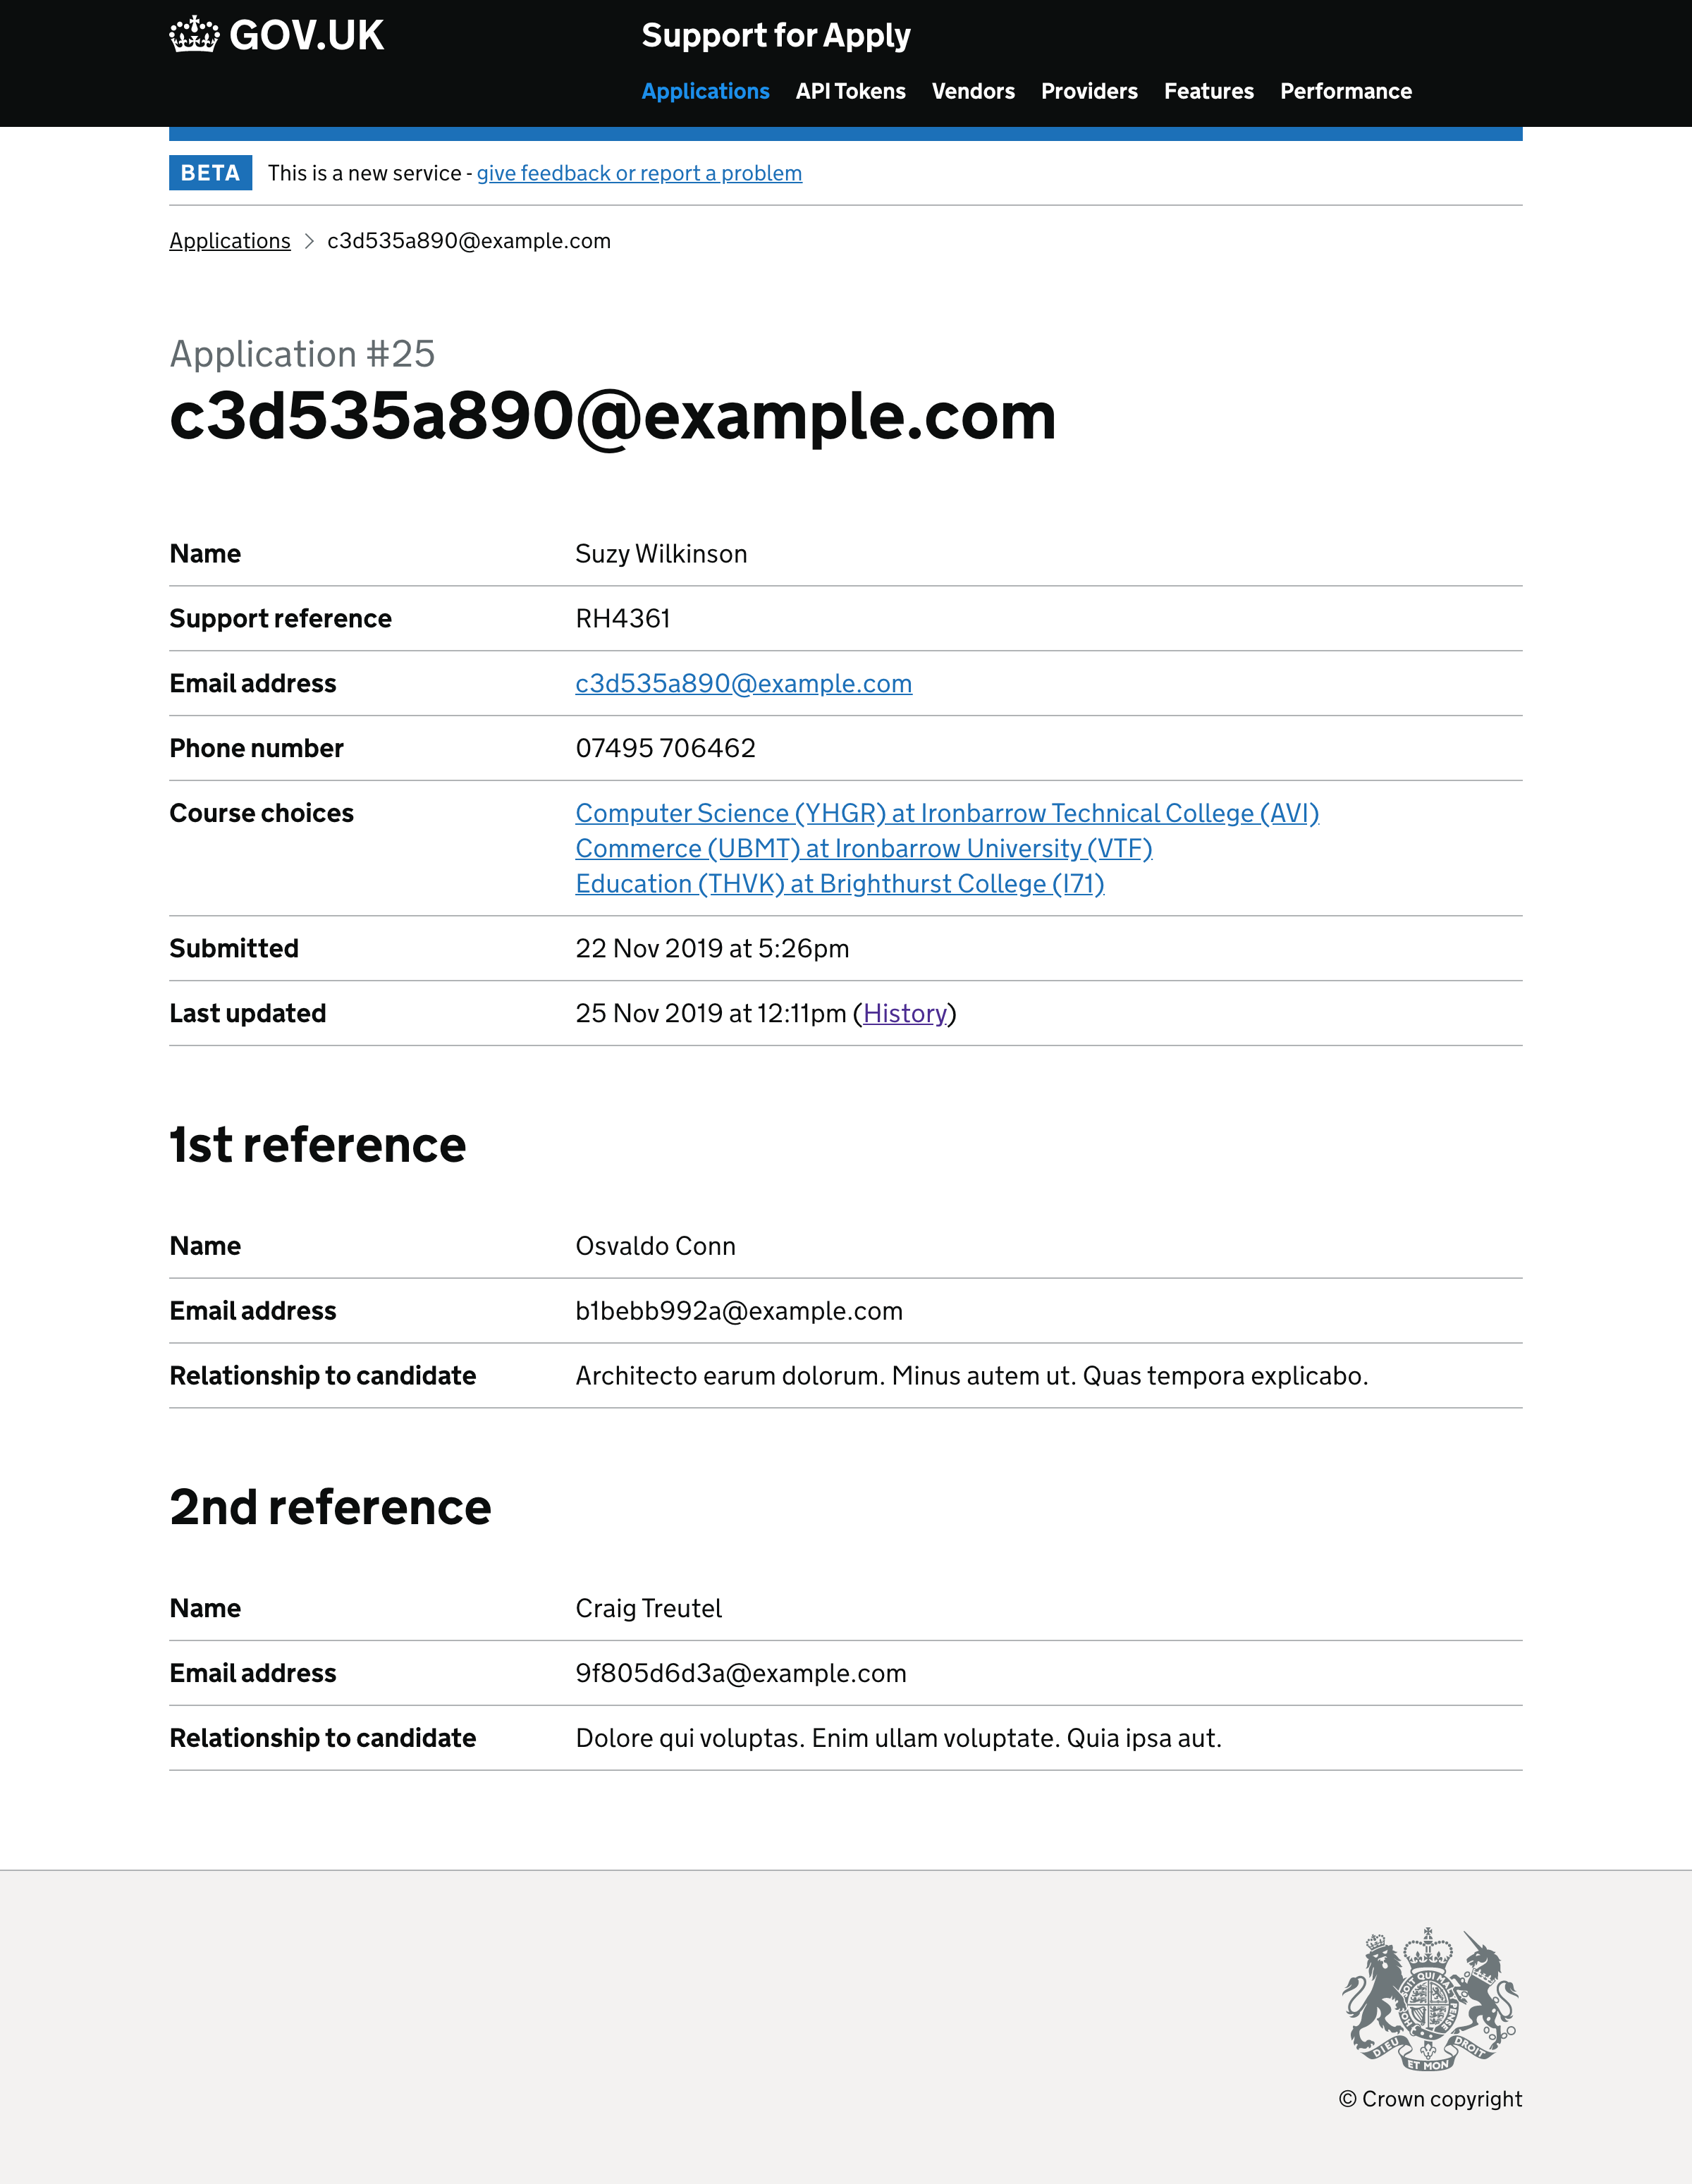 GOV.UK
Support for Apply
Applications API Tokens Vendors Providers Features Performance
BETA This is a new service - give feedback or report a problem
Applications > c3d535a890@example.com
Application #25
c3d535a890@example.com
Name Suzy Wilkinson
Support reference RH4361
Email address c3d535a890@example.com
Phone number 07495 706462
Course choices Computer Science (YHGR) at Ironbarrow Technical College (AVI)
Commerce (UBMT) at Ironbarrow University (VTF)
Education (THVK) at Brighthurst College (I71)
Submitted 22 Nov 2019 at 5:26pm
Last updated 25 Nov 2019 at 12:11pm (History)
1st reference
Name Osvaldo Conn
Email address b1bebb992a@example.com
Relationship to candidate Architecto earum dolorum. Minus autem ut. Quas tempora explicabo.
2nd reference
Name Craig Treutel
Email address 9f805d6d3a@example.com
Relationship to candidate Dolore qui voluptas. Enim ullam voluptate. Quia ipsa aut.
DIEU ET MON DROIT
© Crown copyright